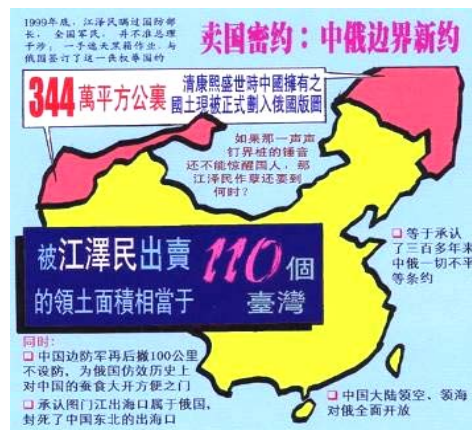 1999年底，江泽民瞒过国防部
长、全国军民，并不准总理
干涉；一手遮天黑箱作业，与
俄国签订了这一丧权辱国的
卖国密约：中俄边界新约
344萬平方公裏
清康熙盛世時中國擁有之
國土現被正式劃入俄國版圖
如果那一声声
钉界桩的锤音
还不能惊醒国人，那
江泽民作孽还要到
何时？
被江澤民出賣110個
的領土面積相當于 臺灣
□ 等于承认
了三百多年来
中俄一切不平
等条约
同时：
□ 中国边防军再后撤100公里
不设防，为俄国仿效历史上
对中国的蚕食大开方便之门
□ 承认图门江出海口属于俄国，
封死了中国东北的出海口
□ 中国大陆领空、领海
对俄全面开放